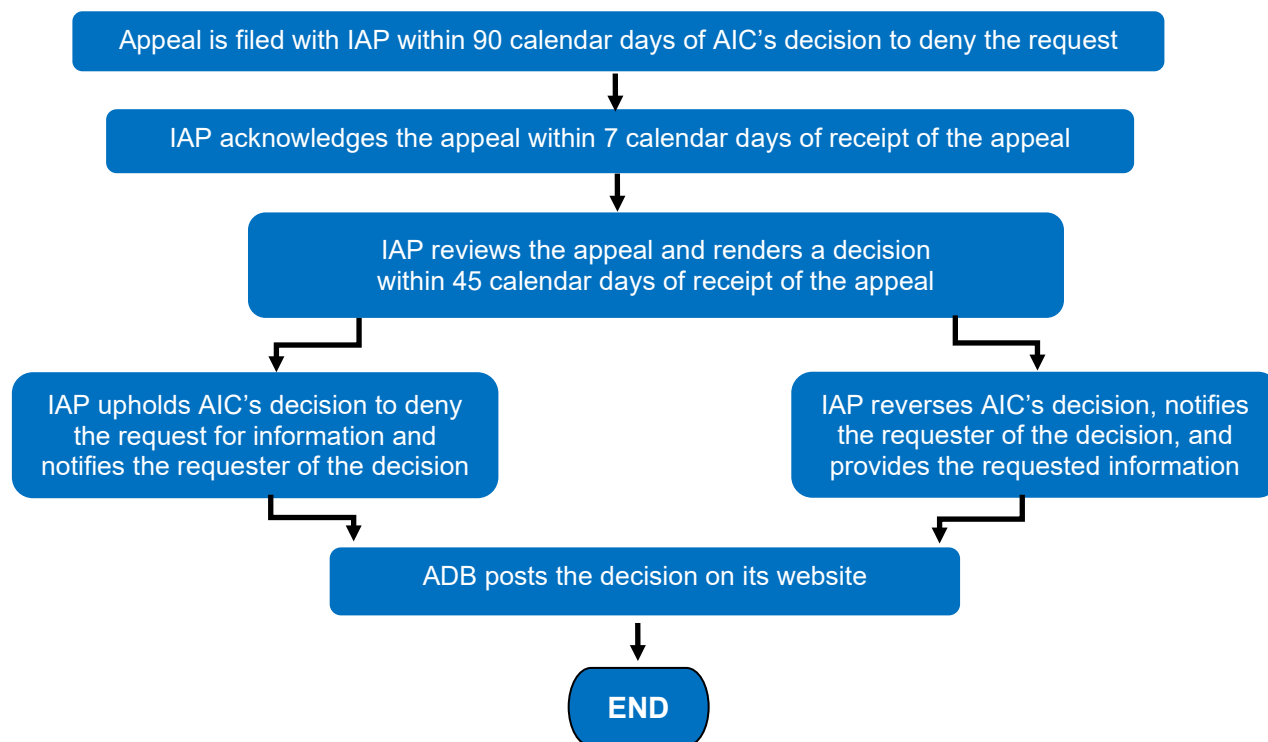 Appeal is filed with IAP within 90 calendar days of AIC’s decision to deny the request
IAP acknowledges the appeal within 7 calendar days of receipt of the appeal
IAP reviews the appeal and renders a decision
within 45 calendar days of receipt of the appeal
IAP upholds AIC’s decision to deny
the request for information and
notifies the requester of the decision
IAP reverses AIC’s decision, notifies
the requester of the decision, and
provides the requested information
ADB posts the decision on its website
END